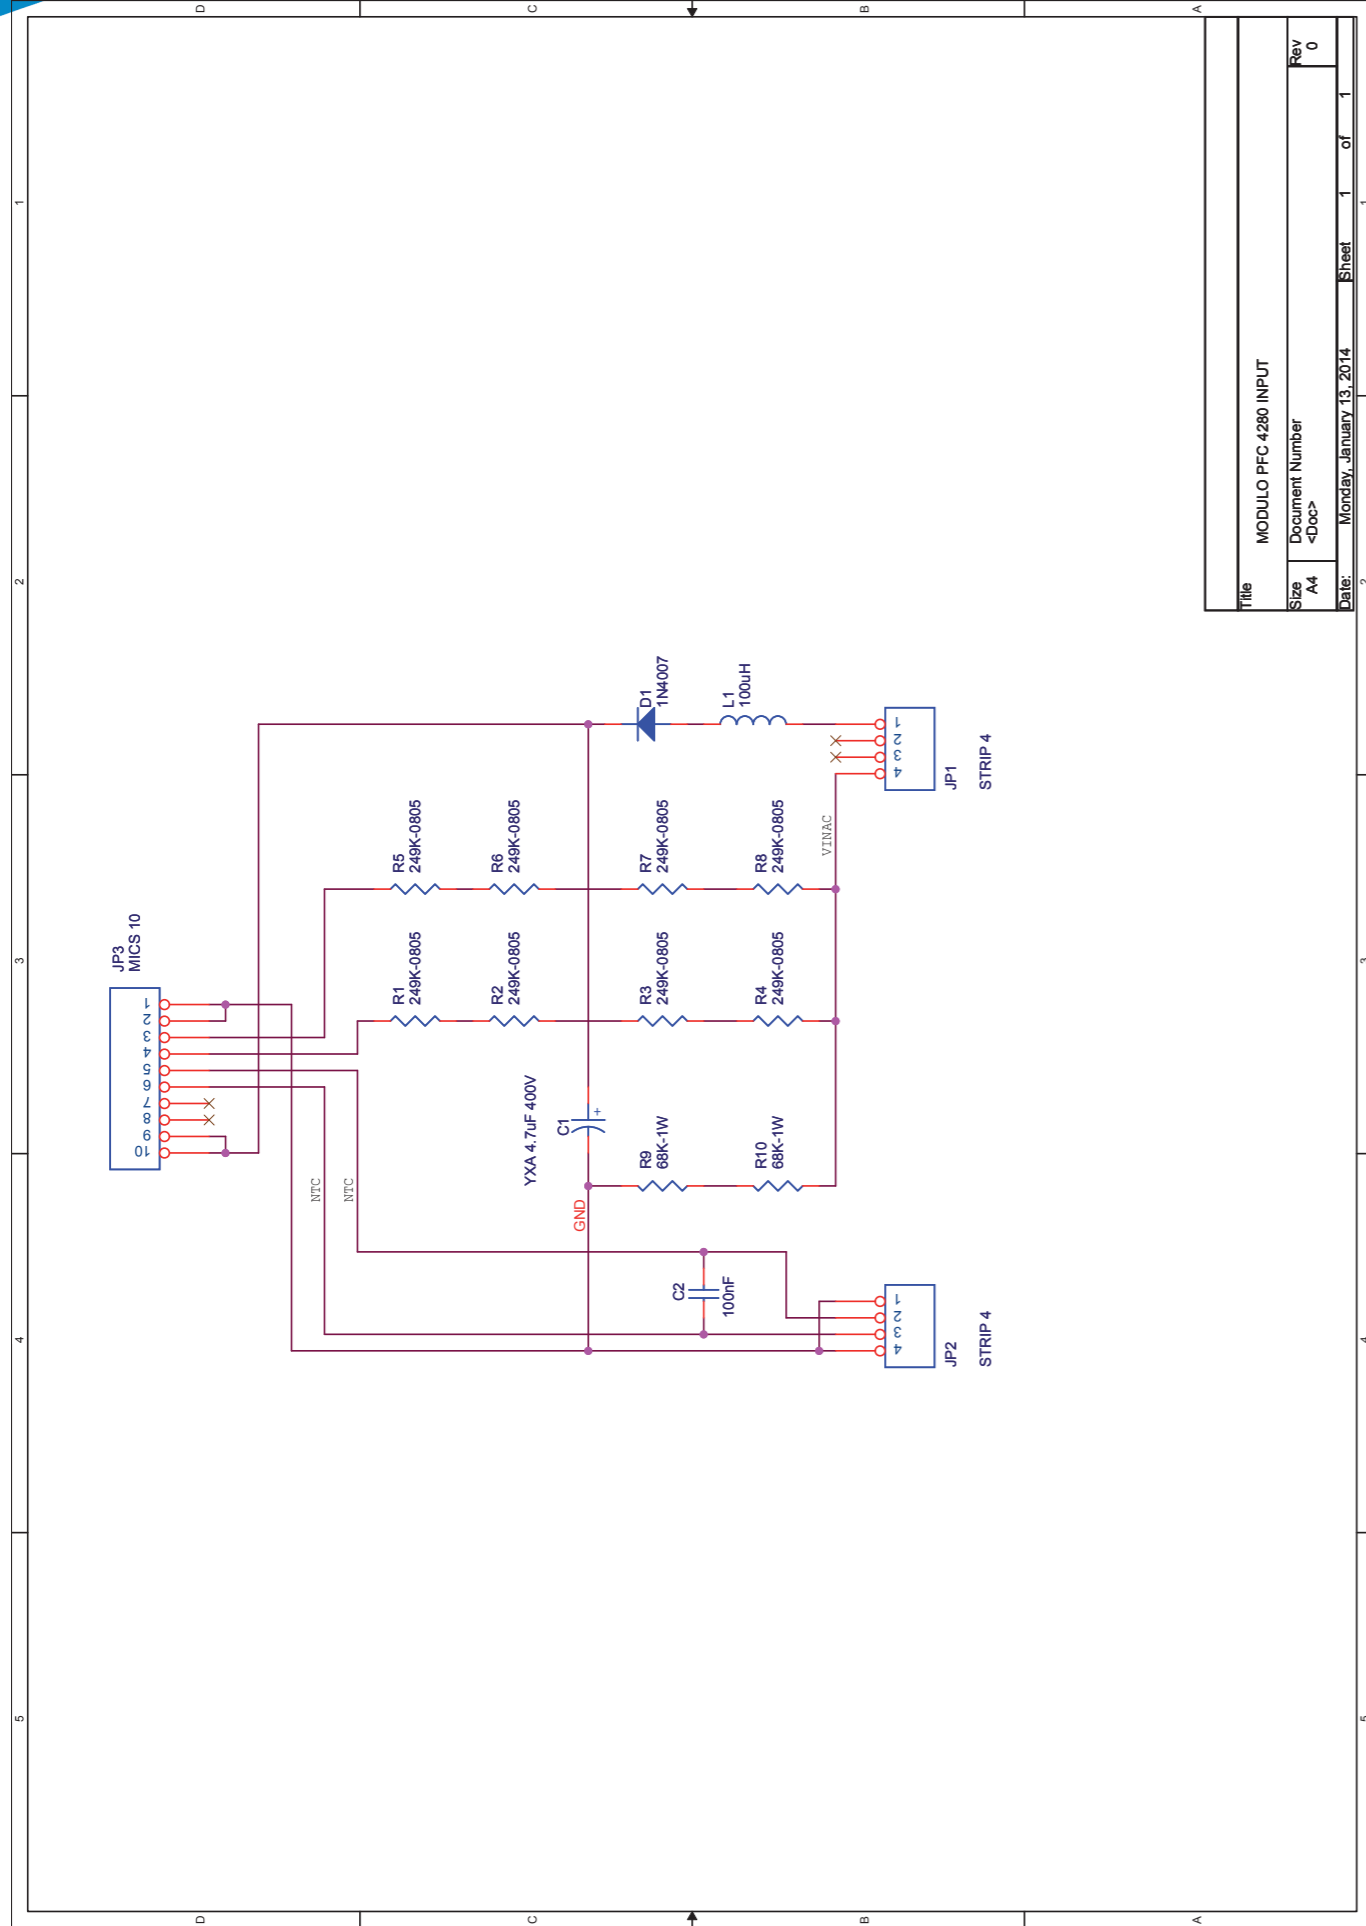 5
4
3
2
1
D
D
C
C
B
B
A
A
JP3
MICS 10
1
2
3
4
5
6
7
8
9
10
NTC
NTC
R5
249K-0805
R6
249K-0805
R7
249K-0805
R8
249K-0805
R1
249K-0805
R2
249K-0805
R3
249K-0805
R4
249K-0805
YXA 4.7uF 400V
C1
+
GND
R9
68K-1W
R10
68K-1W
C2
100nF
D1
1N4007
L1
100uH
VINAC
1
2
3
4
JP1
STRIP 4
1
2
3
4
JP2
STRIP 4
Title
MODULO PFC 4280 INPUT
Size
A4
Document Number
<Doc>
Rev
0
Date:
Monday, January 13, 2014
Sheet
1
of
1
5
4
3
2
1